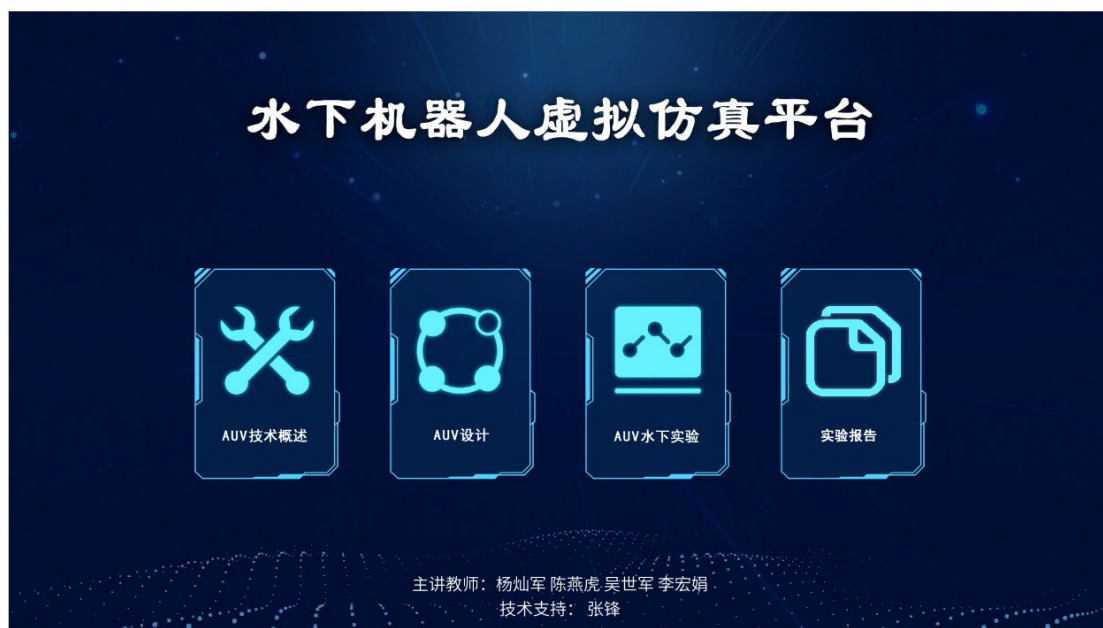 水下机器人虚拟仿真平台
AUV技术概述
AUV设计
AUV水下实验
实验报告
主讲教师：杨灿军 陈燕虎 吴世军 李宏娟
技术支持： 张锋